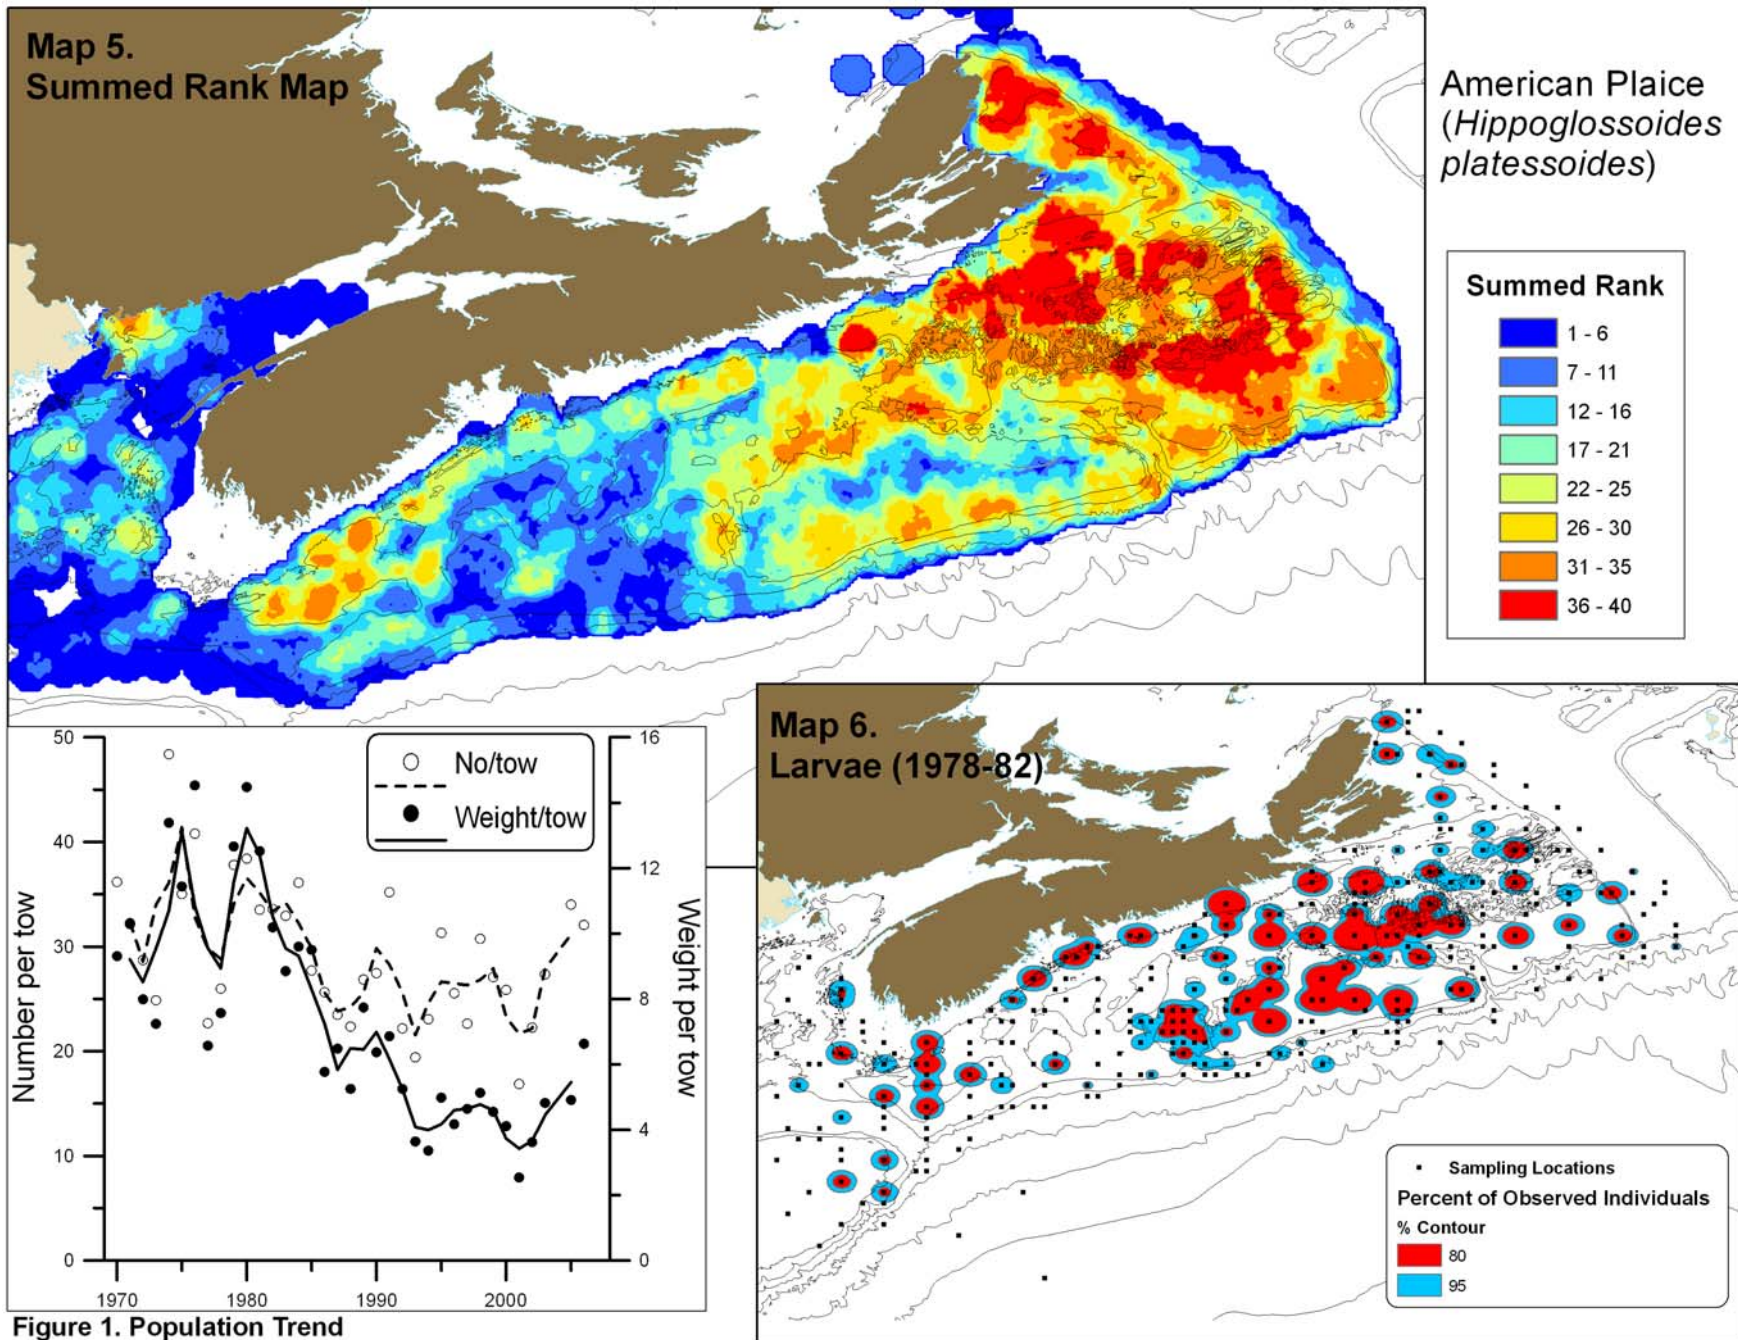 Map 5.
Summed Rank Map
American Plaice
(Hippoglossoides
platessoides)
Summed Rank
1 - 6
7 - 11
12 - 16
17 - 21
22 - 25
26 - 30
31 - 35
36 - 40
50
40
30
20
10
0
Number per tow
No/tow
Weight/tow
16
12
8
4
0
Weight per tow
1970
1980
1990
2000
Figure 1. Population Trend
Map 6.
Larvae (1978-82)
Sampling Locations
Percent of Observed Individuals
% Contour
80
95